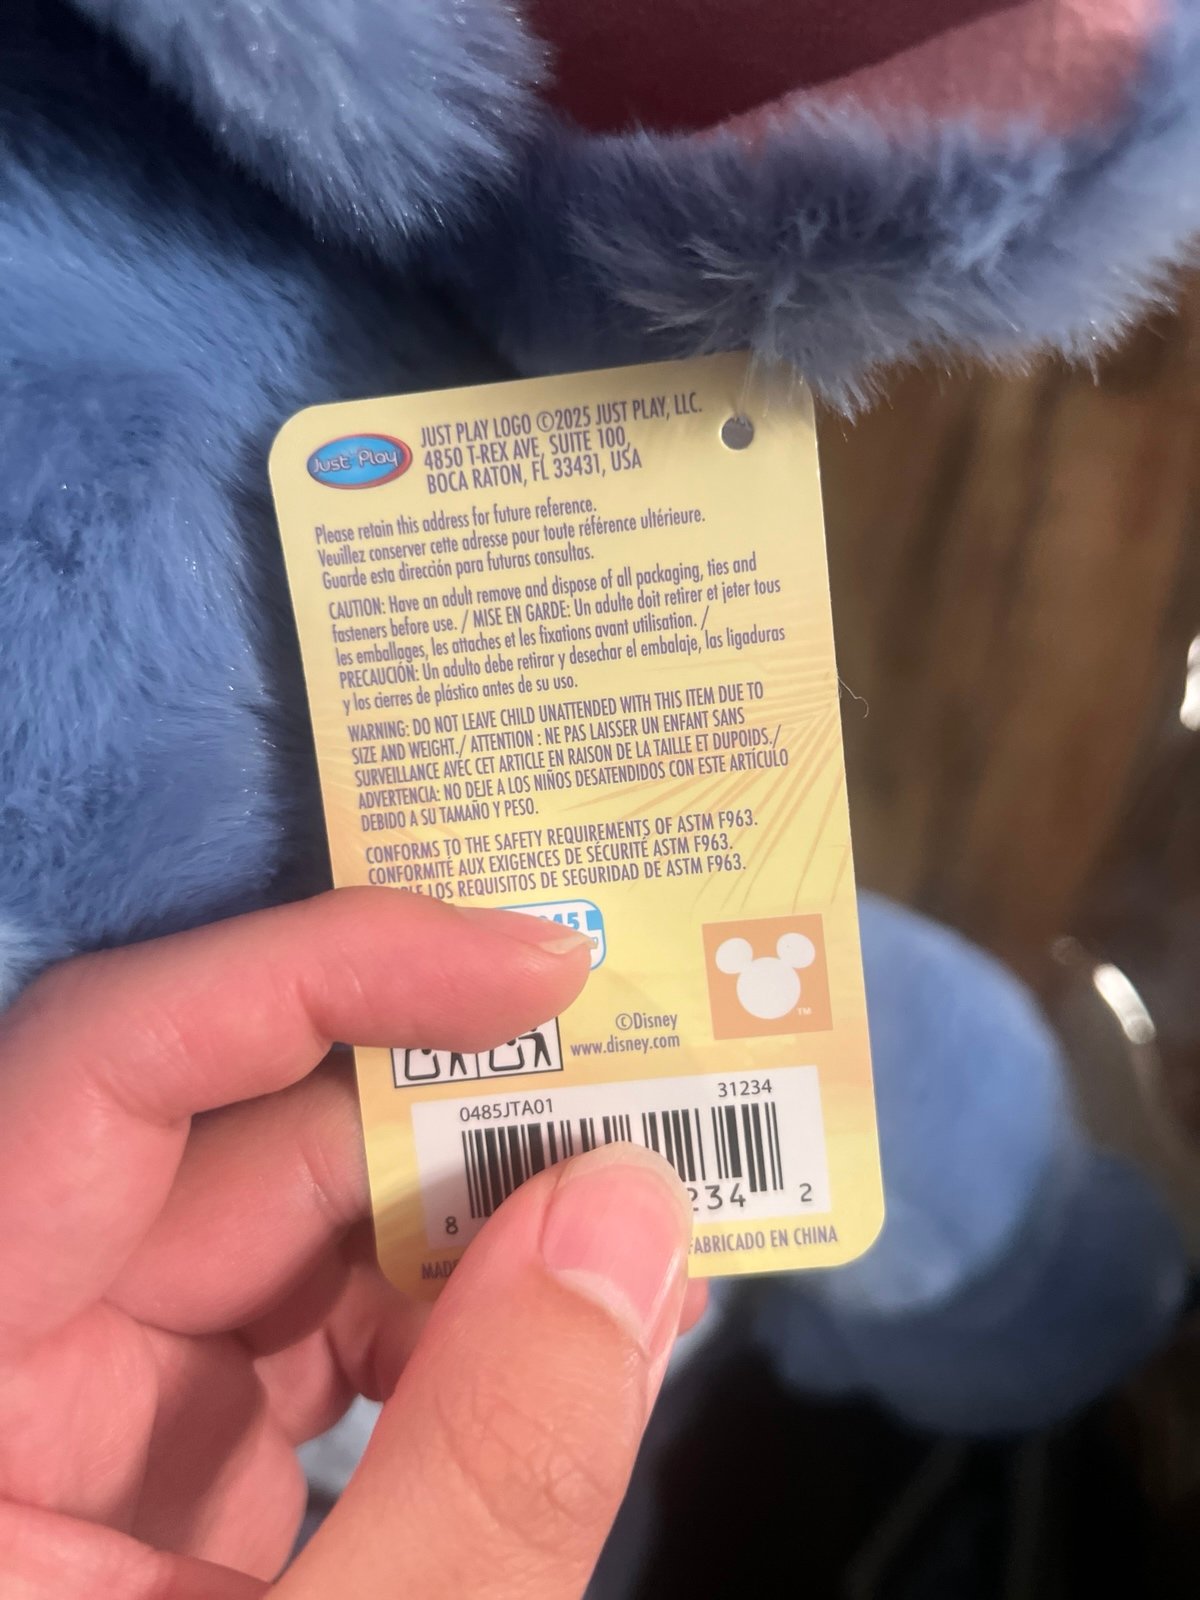 Just Play
JUST PLAY LOGO ©2025 JUST PLAY, LLC.
4850 T-REX AVE, SUITE 100,
BOCA RATON, FL 33431, USA
Please retain this address for future reference.
Veuillez conserver cette adresse pour toute référence ultérieure.
Guarde esta dirección para futuras consultas.
CAUTION: Have an adult remove and dispose of all packaging, ties and
fasteners before use. / MISE EN GARDE: Un adulte doit retirer et jeter tous
les emballages, les attaches et les fixations avant utilisation. /
PRECAUCIÓN: Un adulto debe retirar y desechar el embalaje, las ligaduras
y los cierres de plástico antes de su uso.
WARNING: DO NOT LEAVE CHILD UNATTENDED WITH THIS ITEM DUE TO
SIZE AND WEIGHT./ ATTENTION : NE PAS LAISSER UN ENFANT SANS
SURVEILLANCE AVEC CET ARTICLE EN RAISON DE LA TAILLE ET DUPOIDS./
ADVERTENCIA: NO DEJE A LOS NIÑOS DESATENDIDOS CON ESTE ARTÍCULO
DEBIDO A SU TAMAÑO Y PESO.
CONFORMS TO THE SAFETY REQUIREMENTS OF ASTM F963.
CONFORMITÉ AUX EXIGENCES DE SÉCURITÉ ASTM F963.
LOS REQUISITOS DE SEGURIDAD DE ASTM F963.
TM
©Disney
www.disney.com
0485JTA01 31234
8 234 2
FABRICADO EN CHINA